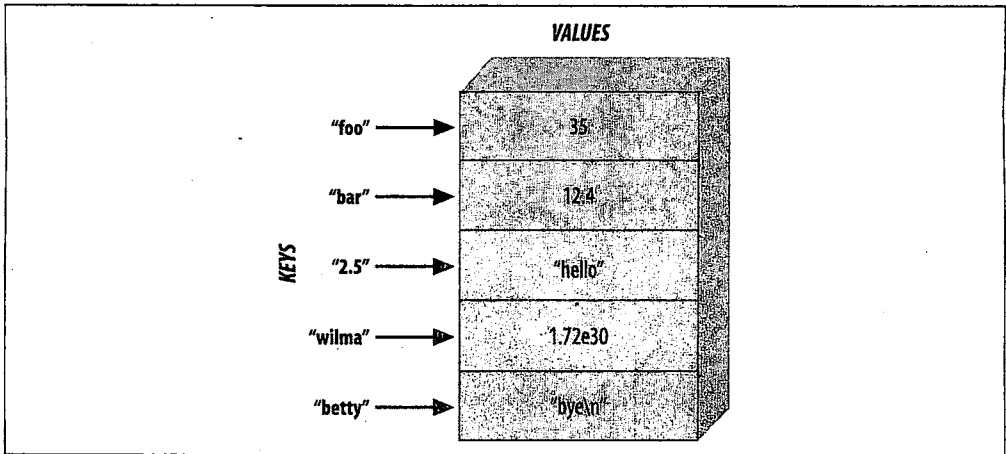 VALUES
"foo" 35
"bar" 12.4
KEYS
"2.5" "hello"
"wilma" 1.72e30
"betty" "bye\n"